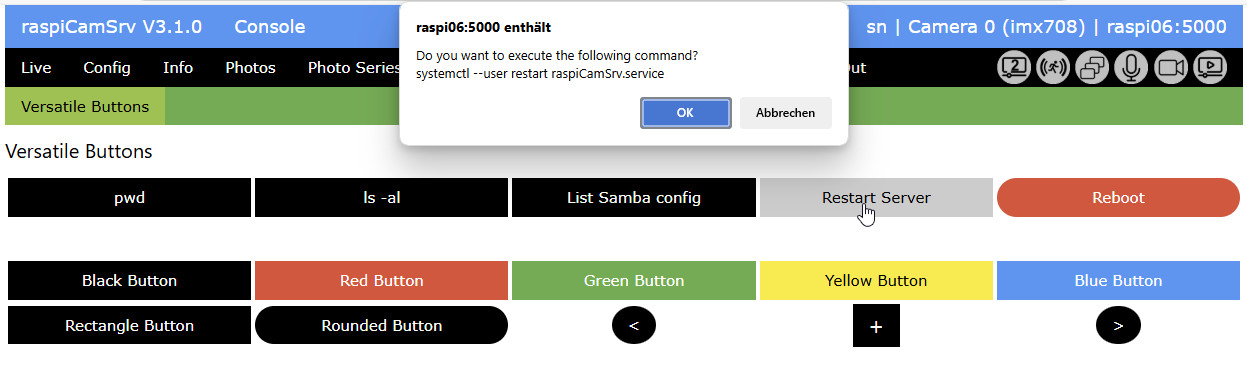 raspiCamSrv V3.1.0 Console sn | Camera 0 (imx708) | raspi06:5000
raspi06:5000 enthält
Do you want to execute the following command?
systemctl --user restart raspiCamSrv.service
OK Abbrechen
Live Config Info Photos Photo Series
2
Versatile Buttons
Versatile Buttons
pwd ls -al List Samba config Restart Server Reboot
Black Button Red Button Green Button Yellow Button Blue Button
Rectangle Button Rounded Button < + >